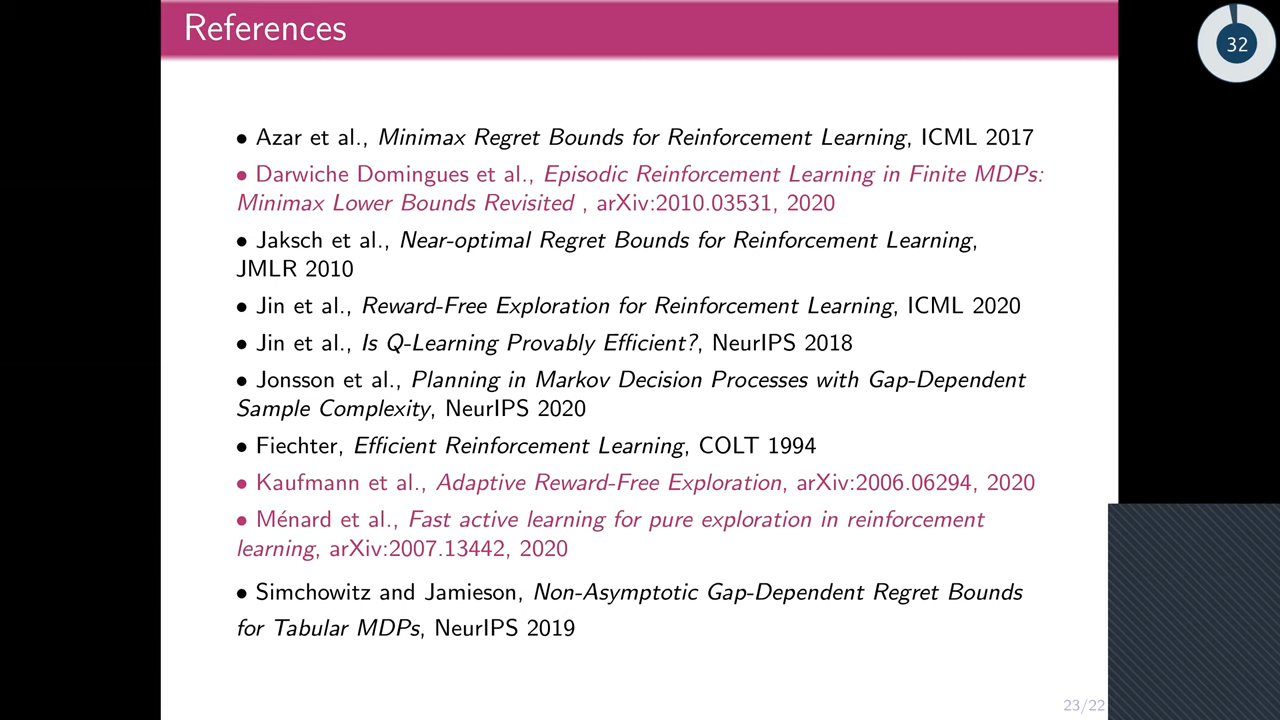 References
32
• Azar et al., Minimax Regret Bounds for Reinforcement Learning, ICML 2017
• Darwiche Domingues et al., Episodic Reinforcement Learning in Finite MDPs:
Minimax Lower Bounds Revisited , arXiv:2010.03531, 2020
• Jaksch et al., Near-optimal Regret Bounds for Reinforcement Learning,
JMLR 2010
• Jin et al., Reward-Free Exploration for Reinforcement Learning, ICML 2020
• Jin et al., Is Q-Learning Provably Efficient?, NeurIPS 2018
• Jonsson et al., Planning in Markov Decision Processes with Gap-Dependent
Sample Complexity, NeurIPS 2020
• Fiechter, Efficient Reinforcement Learning, COLT 1994
• Kaufmann et al., Adaptive Reward-Free Exploration, arXiv:2006.06294, 2020
• Ménard et al., Fast active learning for pure exploration in reinforcement
learning, arXiv:2007.13442, 2020
• Simchowitz and Jamieson, Non-Asymptotic Gap-Dependent Regret Bounds
for Tabular MDPs, NeurIPS 2019
23/22